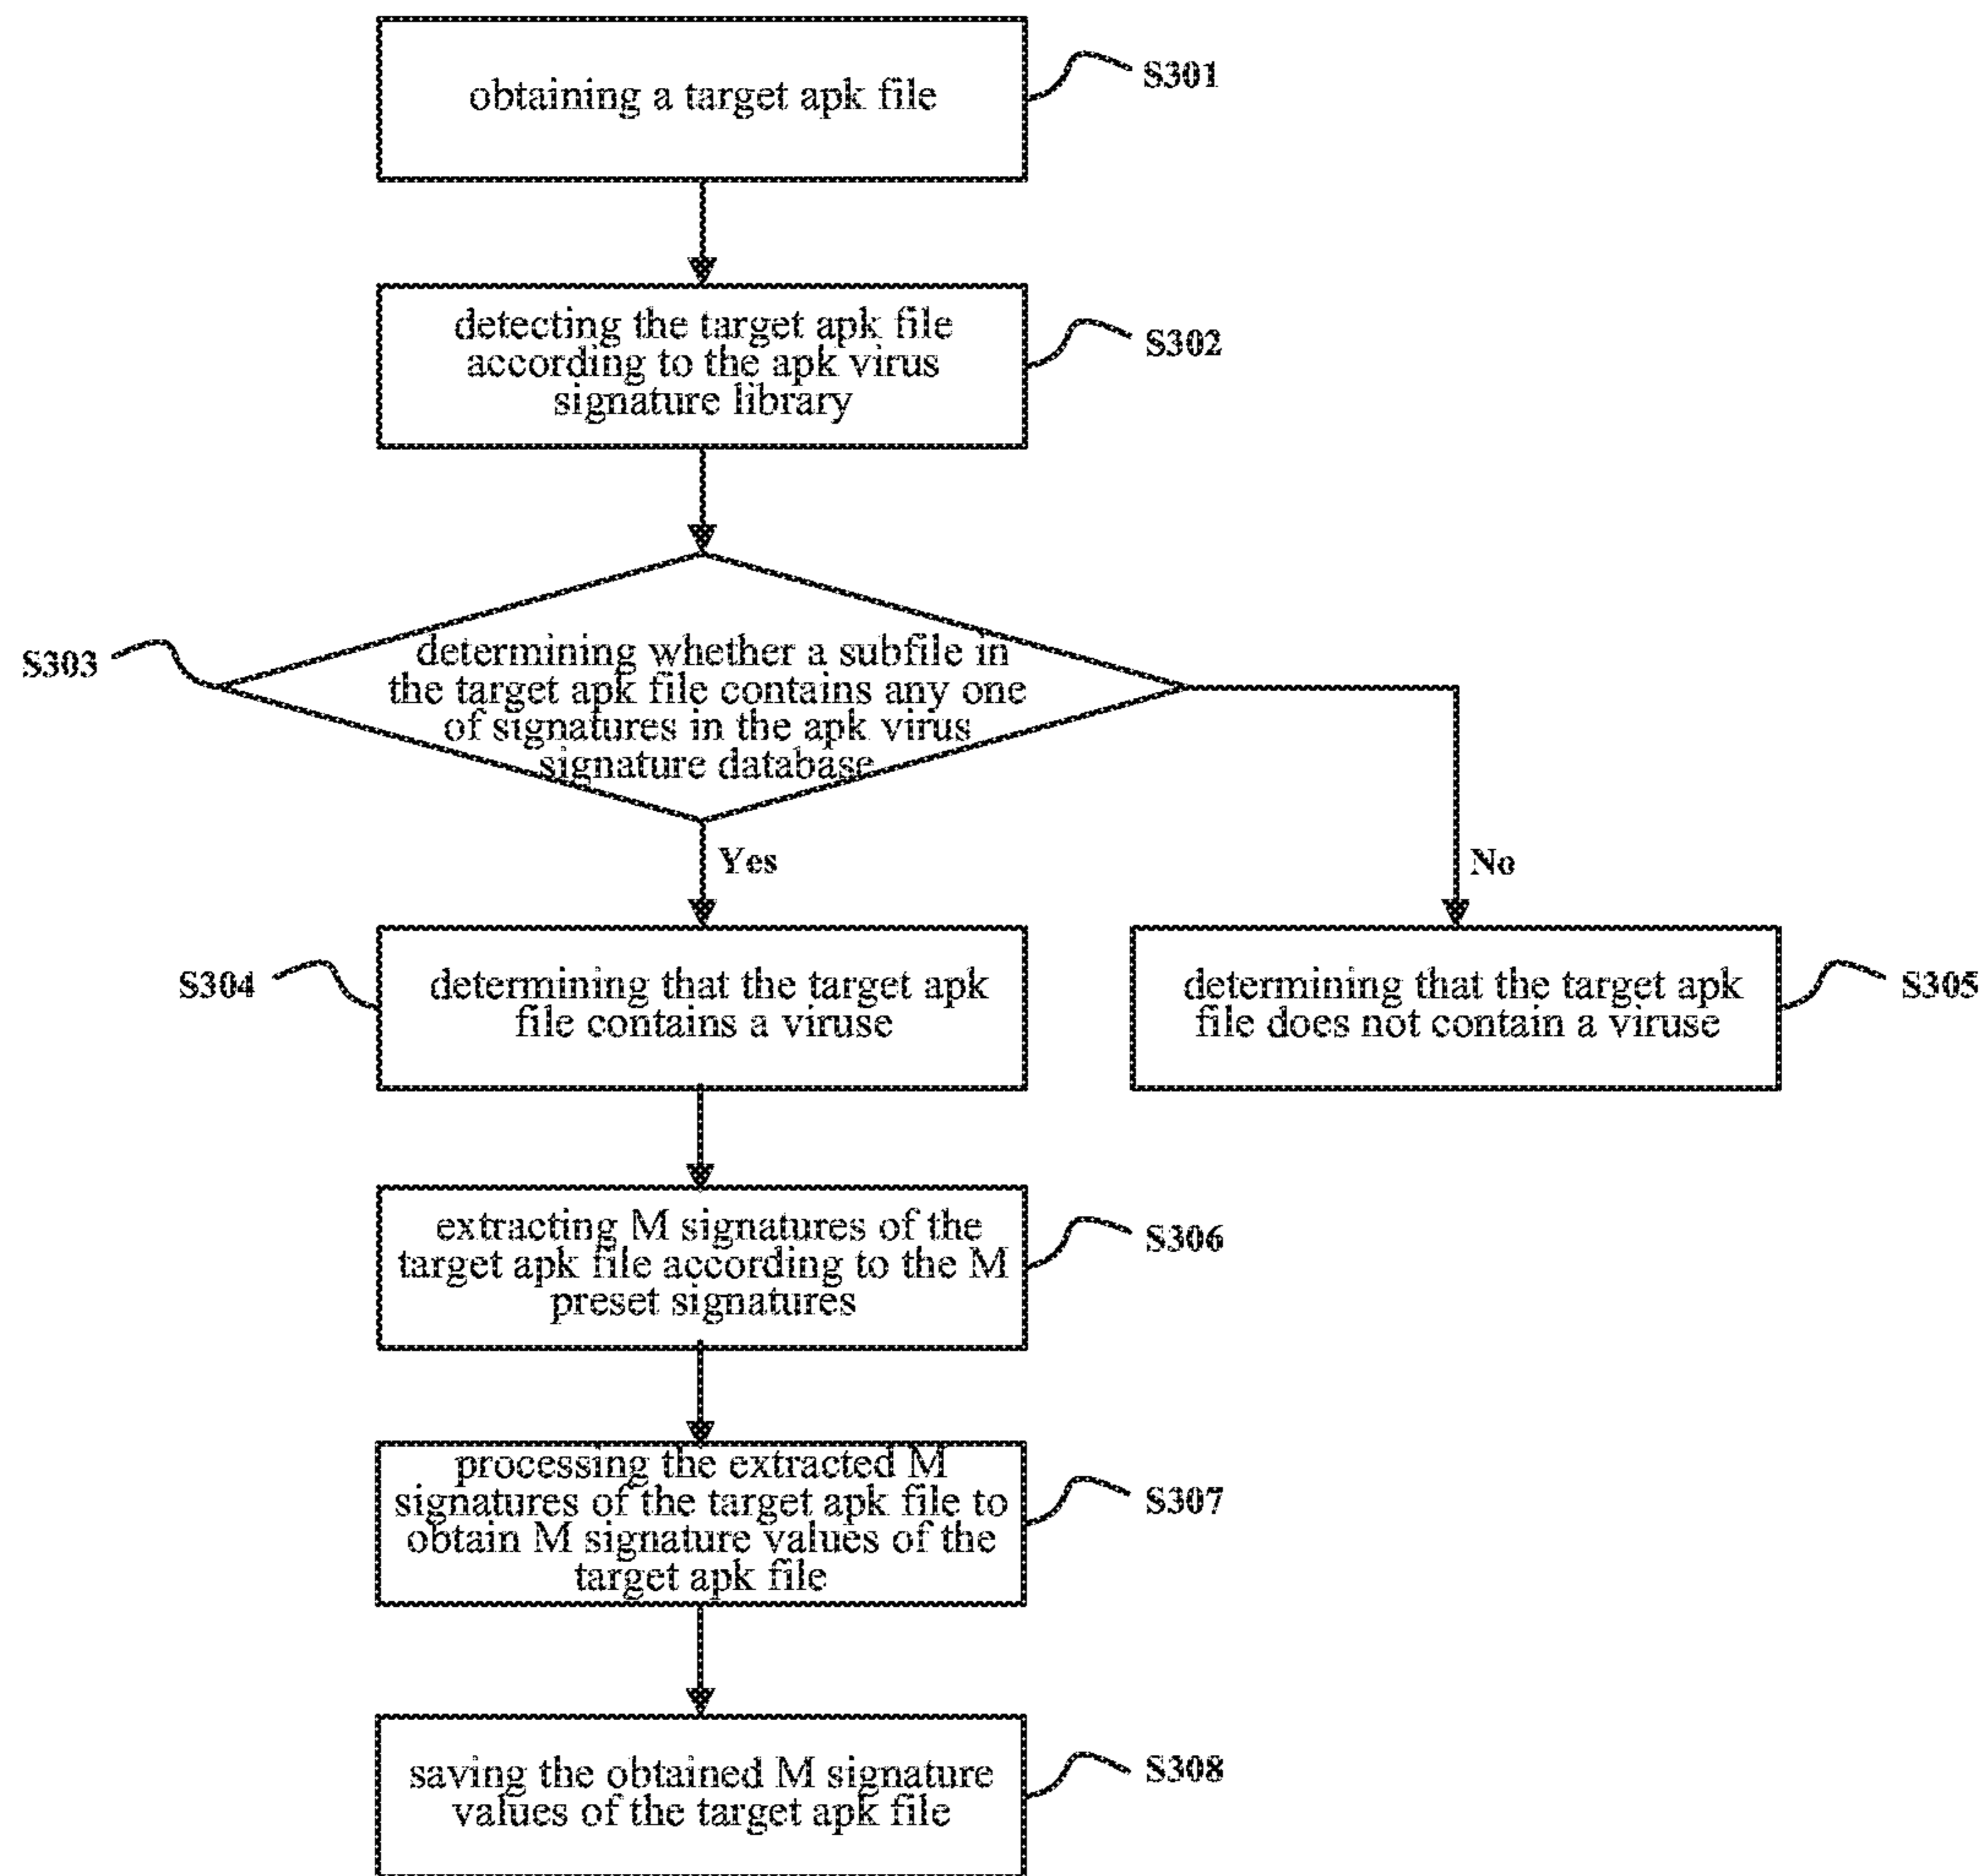 obtaining a target apk file
S301
detecting the target apk file
according to the apk virus
signature library
S302
S303
determining whether a subfile in
the target apk file contains any one
of signatures in the apk virus
signature database
Yes
No
S304
determining that the target apk
file contains a viruse
determining that the target apk
file does not contain a viruse
S305
extracting M signatures of the
target apk file according to the M
preset signatures
S306
processing the extracted M
signatures of the target apk file to
obtain M signature values of the
target apk file
S307
saving the obtained M signature
values of the target apk file
S308